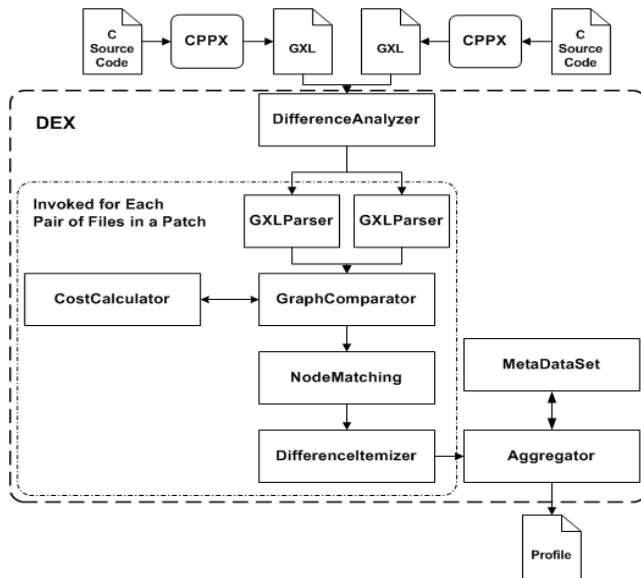 C
Source
Code
CPPX
GXL
GXL
CPPX
C
Source
Code
DEX
DifferenceAnalyzer
Invoked for Each
Pair of Files in a Patch
GXLParser
GXLParser
CostCalculator
GraphComparator
NodeMatching
MetaDataSet
DifferenceItemizer
Aggregator
Profile